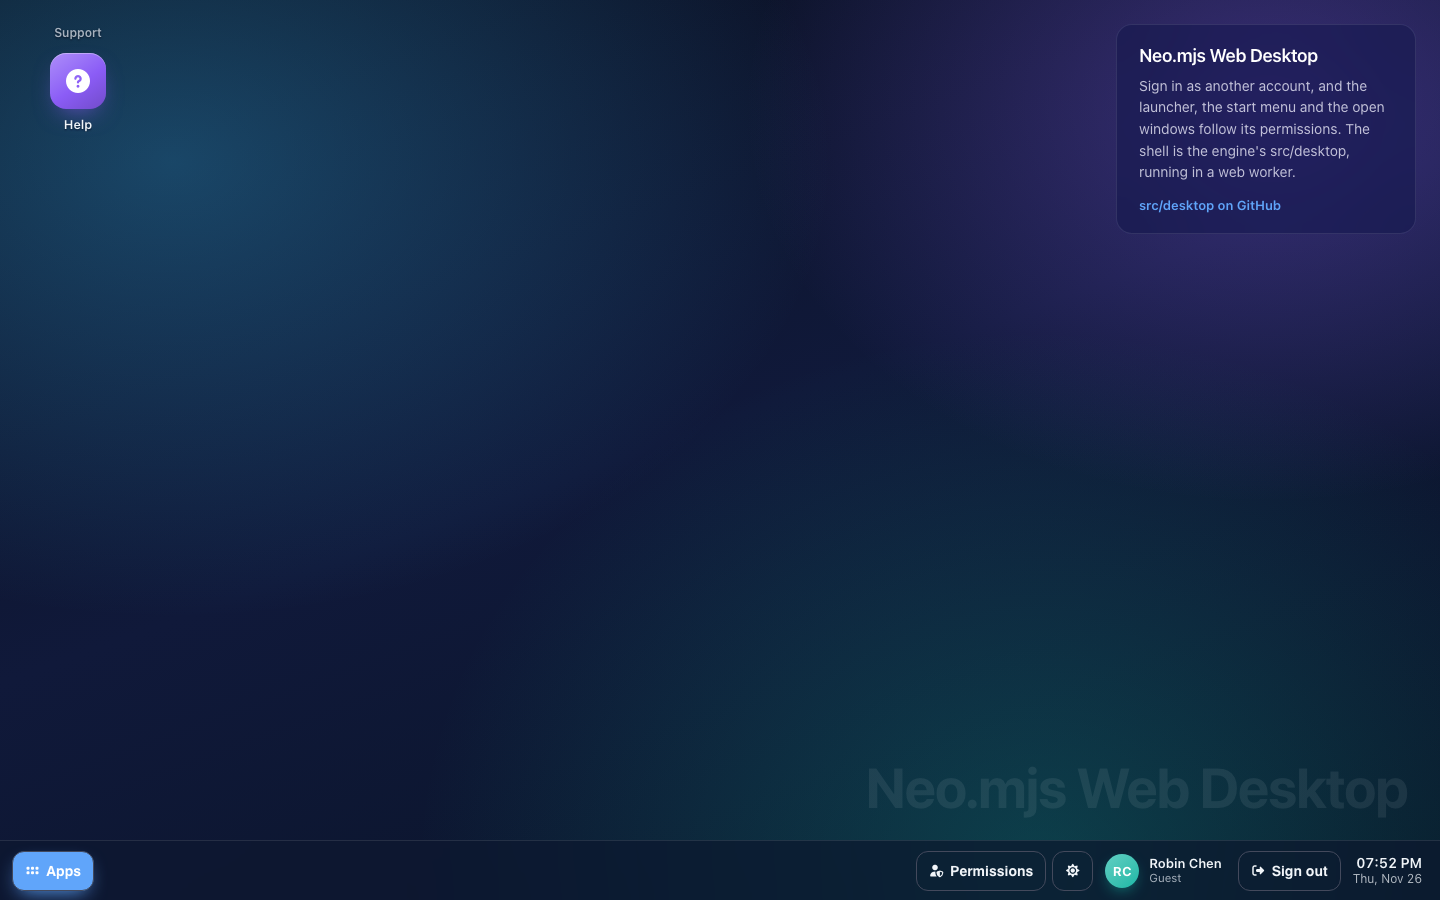 Support
Help
Neo.mjs Web Desktop
Sign in as another account, and the
launcher, the start menu and the open
windows follow its permissions. The
shell is the engine's src/desktop,
running in a web worker.
src/desktop on GitHub
Neo.mjs Web Desktop
Apps
Permissions
RC
Robin Chen
Guest
Sign out
07:52 PM
Thu, Nov 26